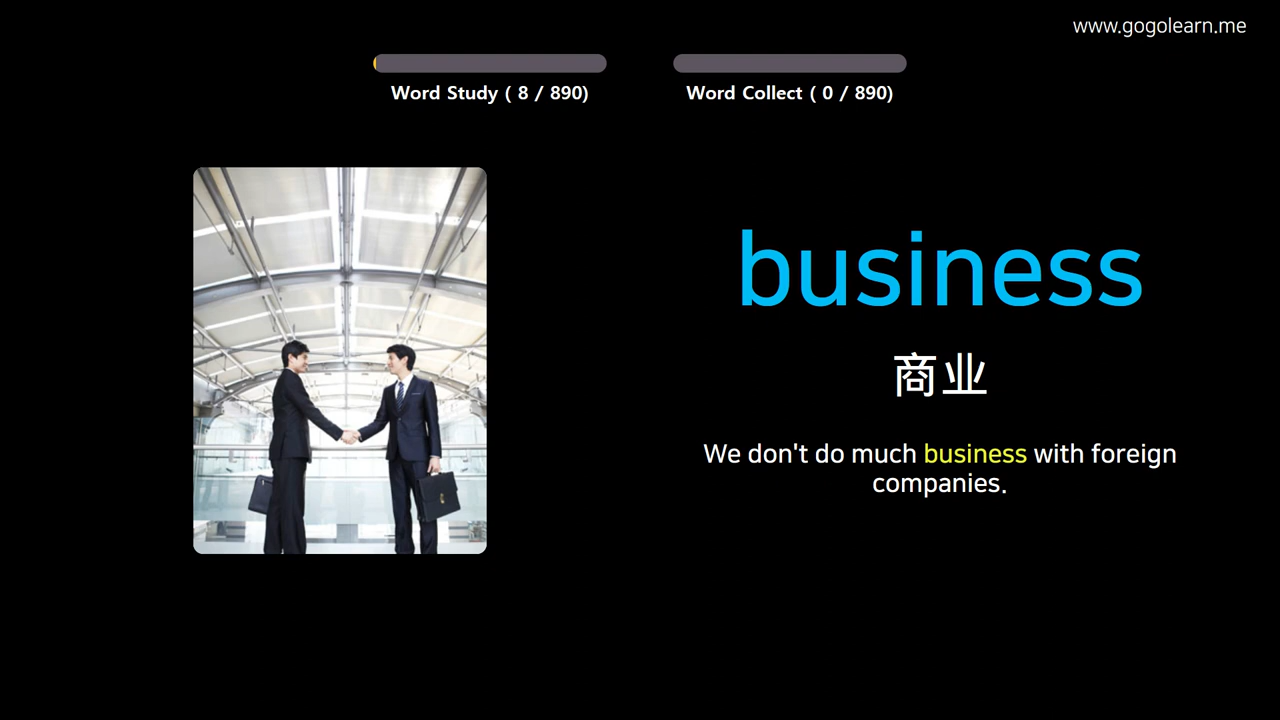 www.gogolearn.me
Word Study ( 8 / 890)
Word Collect ( 0 / 890)
business
商业
We don't do much business with foreign
companies.